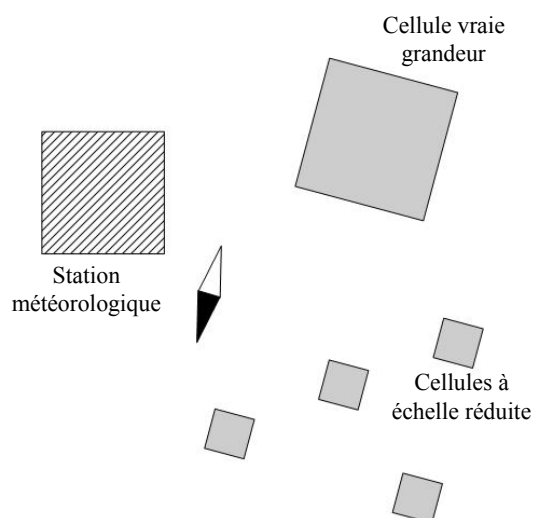 Cellule vraie
grandeur
Station
météorologique
Cellules à
échelle réduite